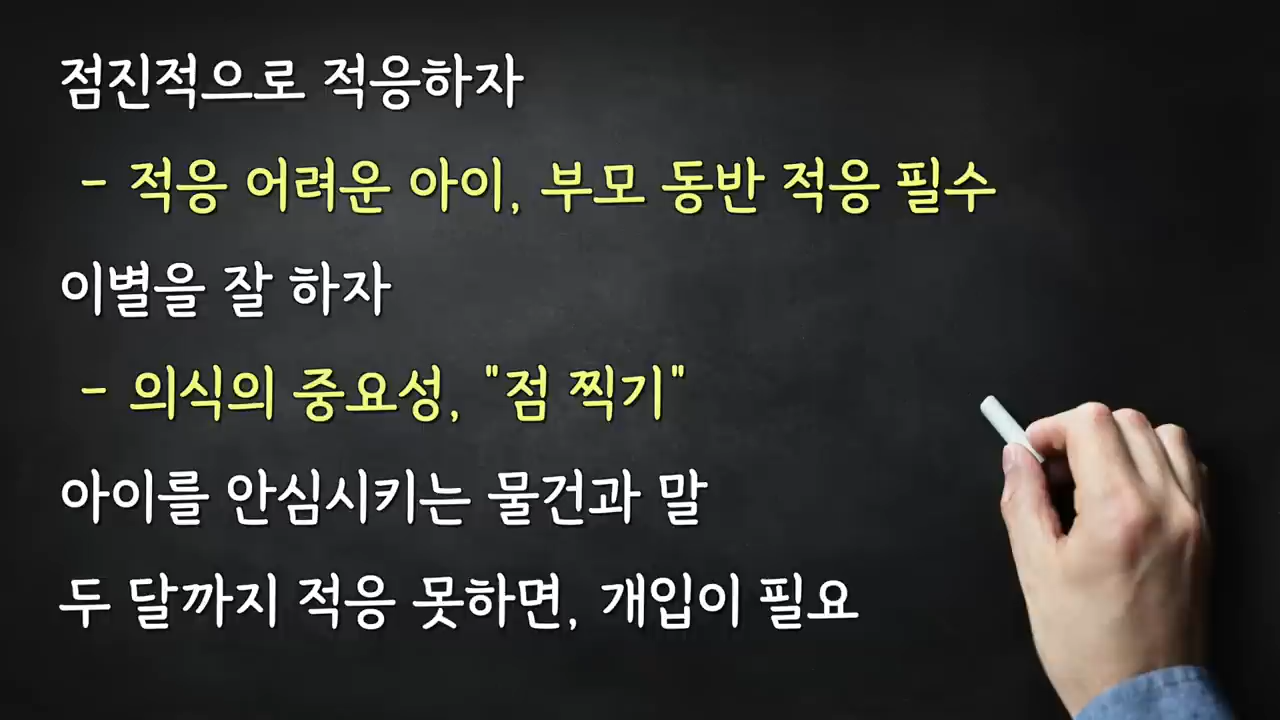 점진적으로 적응하자
- 적응 어려운 아이, 부모 동반 적응 필수
이별을 잘 하자
- 의식의 중요성, "점 찍기"
아이를 안심시키는 물건과 말
두 달까지 적응 못하면, 개입이 필요